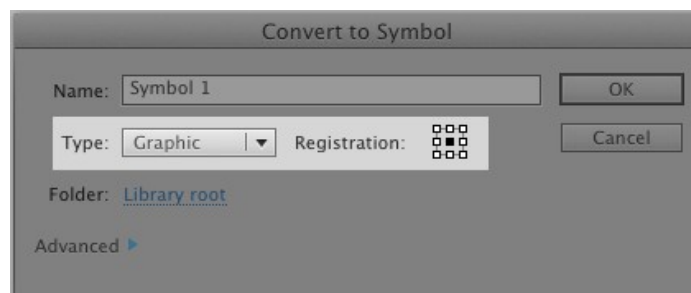 Convert to Symbol
Name: Symbol 1 OK
Type: Graphic Registration: Cancel
Folder: Library root
Advanced